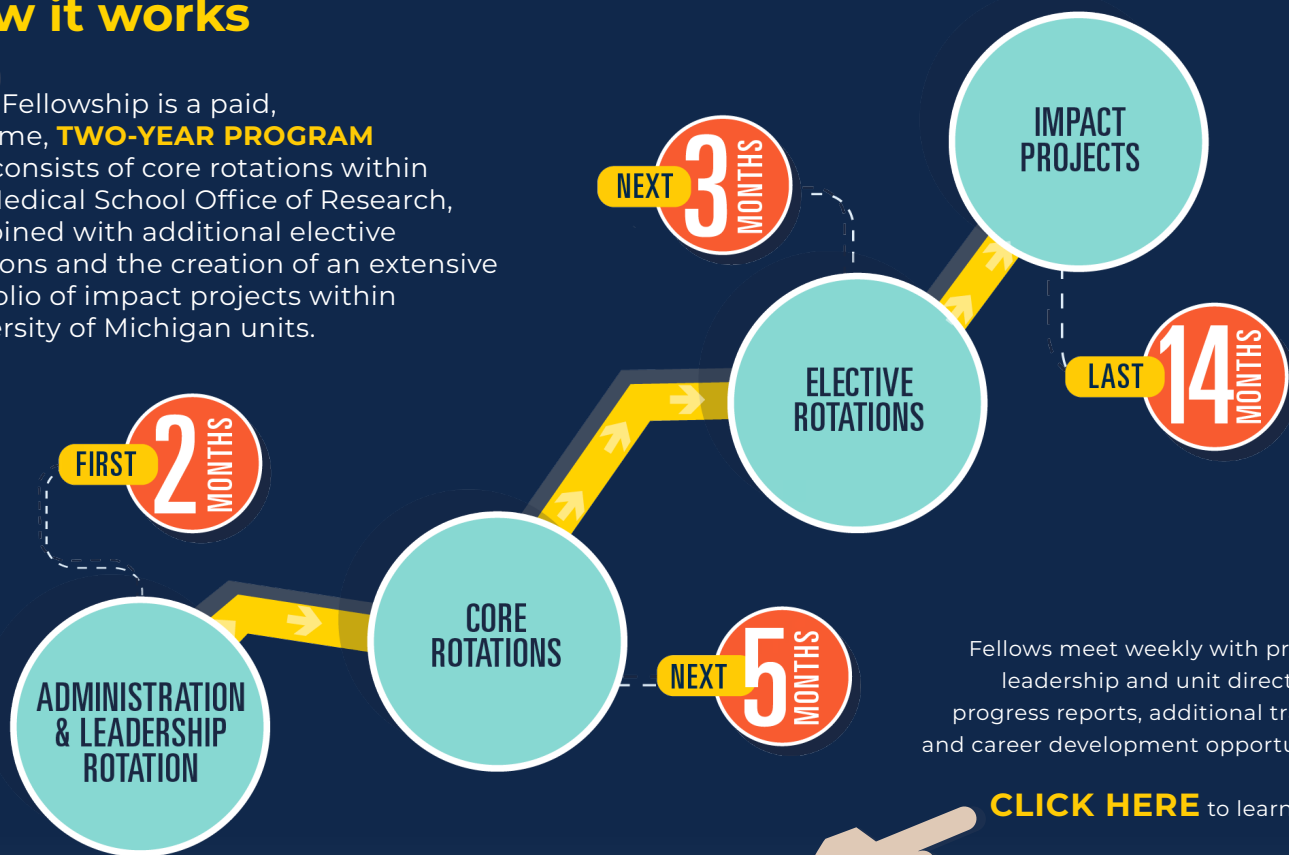 w it works
Fellowship is a paid,
me, TWO-YEAR PROGRAM
consists of core rotations within
Medical School Office of Research,
ined with additional elective
ons and the creation of an extensive
olio of impact projects within
ersity of Michigan units.
FIRST 2 MONTHS
ADMINISTRATION
& LEADERSHIP
ROTATION
CORE
ROTATIONS
NEXT 5 MONTHS
NEXT 3 MONTHS
ELECTIVE
ROTATIONS
IMPACT
PROJECTS
LAST 14 MONTHS
Fellows meet weekly with pr
leadership and unit direct
progress reports, additional tr
and career development opportu
CLICK HERE to learn